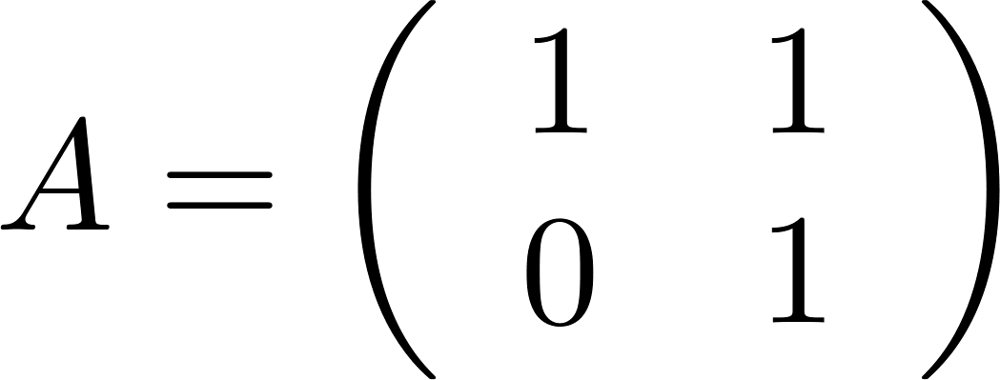 A = ( 1 1
0 1 )